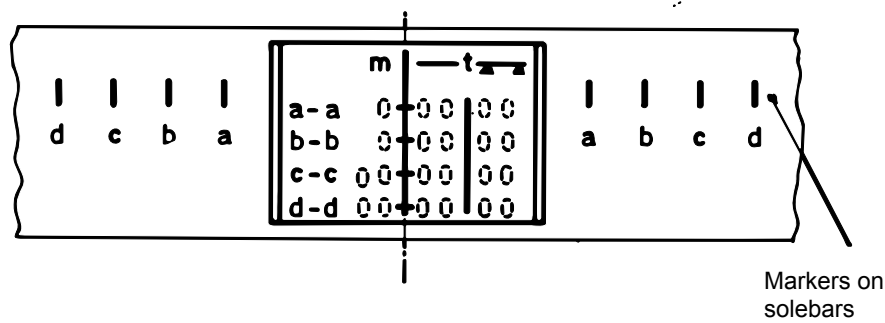 m t
a-a 0 00 00
b-b 0 00 00
c-c 00 00 00
d-d 00 00 00
d c b a
a b c d
Markers on
solebars